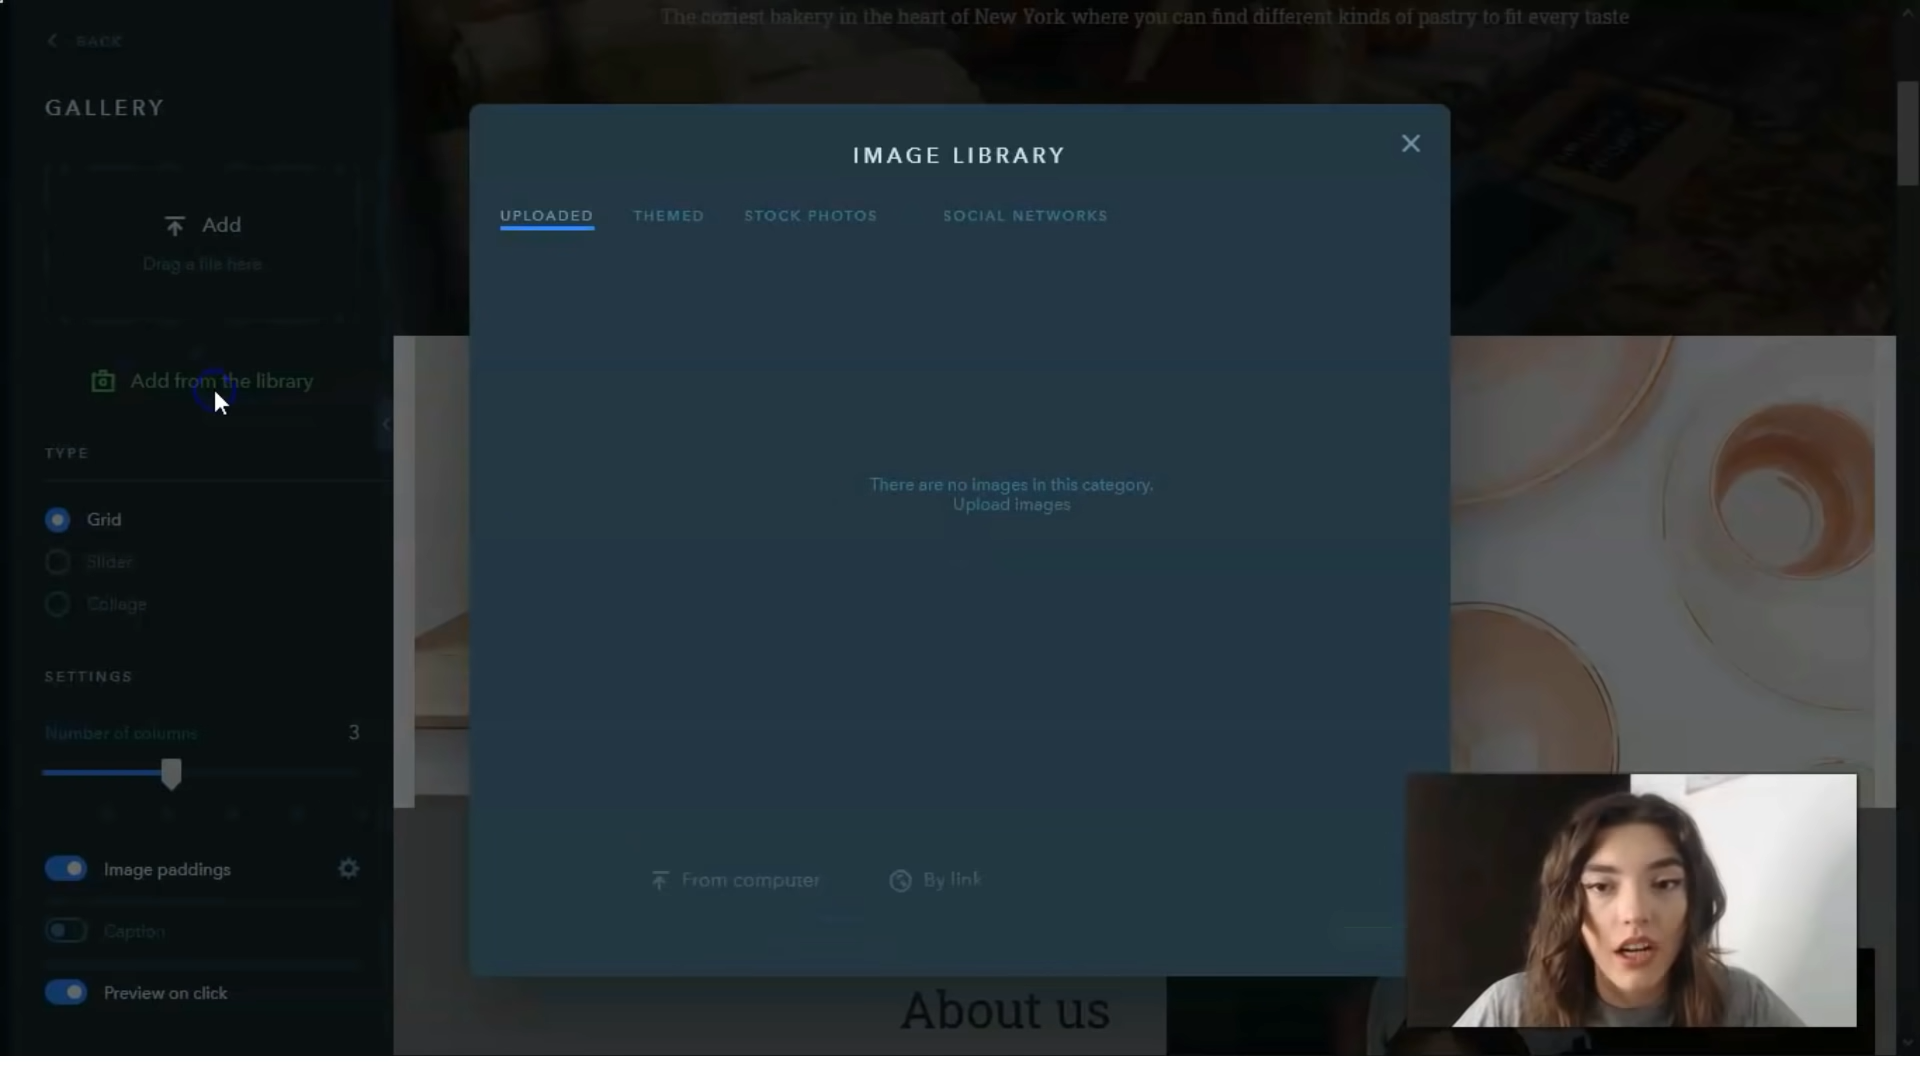 The coziest bakery in the heart of New York where you can find different kinds of pastry to fit every taste
BACK
GALLERY
Add
Drag a file here
Add from the library
TYPE
Grid
Slider
Collage
SETTINGS
Number of columns 3
Image paddings
Caption
Preview on click
IMAGE LIBRARY
UPLOADED THEMED STOCK PHOTOS SOCIAL NETWORKS
There are no images in this category.
Upload images
From computer By link
About us